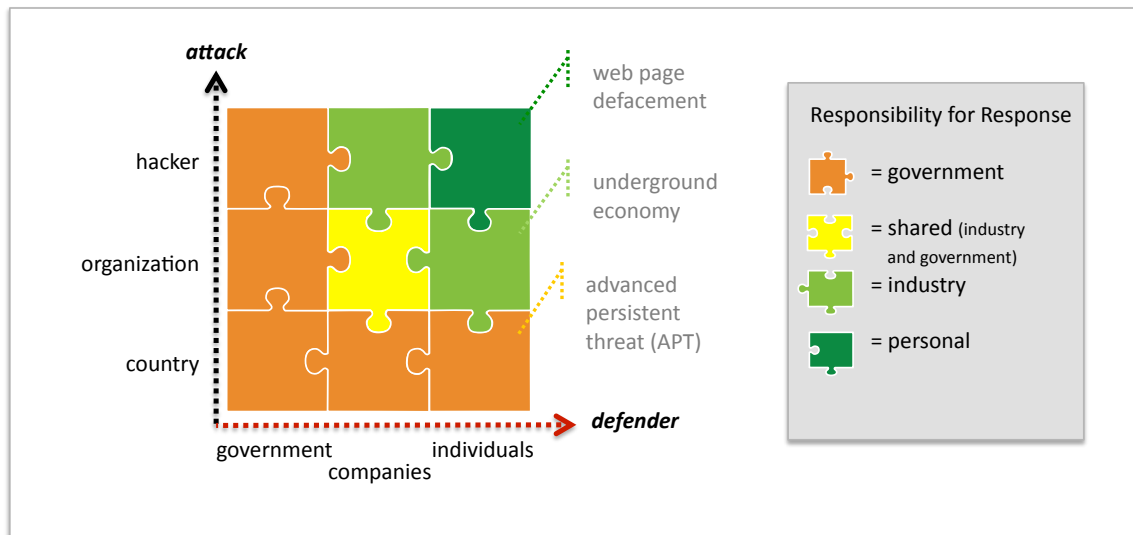 attack
hacker
organization
country
government
companies
individuals
defender
web page
defacement
underground
economy
advanced
persistent
threat (APT)
Responsibility for Response
= government
= shared (industry
and government)
= industry
= personal